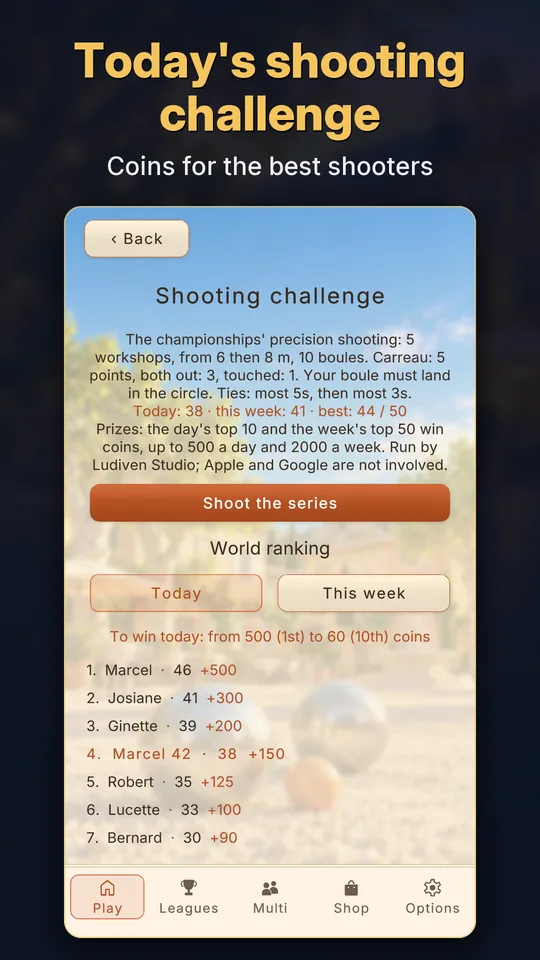 Today's shooting
challenge
Coins for the best shooters
‹ Back
Shooting challenge
The championships' precision shooting: 5
workshops, from 6 then 8 m, 10 boules. Carreau: 5
points, both out: 3, touched: 1. Your boule must land
in the circle. Ties: most 5s, then most 3s.
Today: 38 · this week: 41 · best: 44 / 50
Prizes: the day's top 10 and the week's top 50 win
coins, up to 500 a day and 2000 a week. Run by
Ludiven Studio; Apple and Google are not involved.
Shoot the series
World ranking
Today This week
To win today: from 500 (1st) to 60 (10th) coins
1. Marcel · 46 +500
2. Josiane · 41 +300
3. Ginette · 39 +200
4. Marcel 42 · 38 +150
5. Robert · 35 +125
6. Lucette · 33 +100
7. Bernard · 30 +90
Play Leagues Multi Shop Options